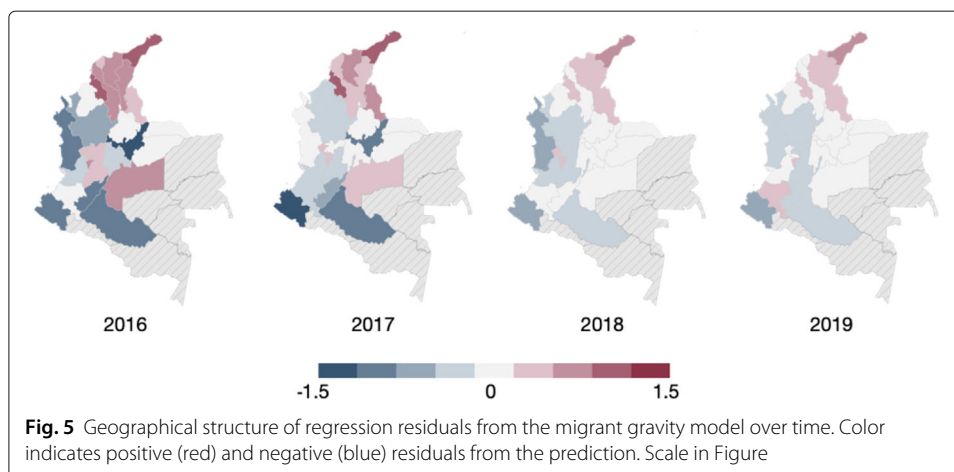 2016 2017 2018 2019
-1.5 0 1.5
Fig. 5 Geographical structure of regression residuals from the migrant gravity model over time. Color
indicates positive (red) and negative (blue) residuals from the prediction. Scale in Figure